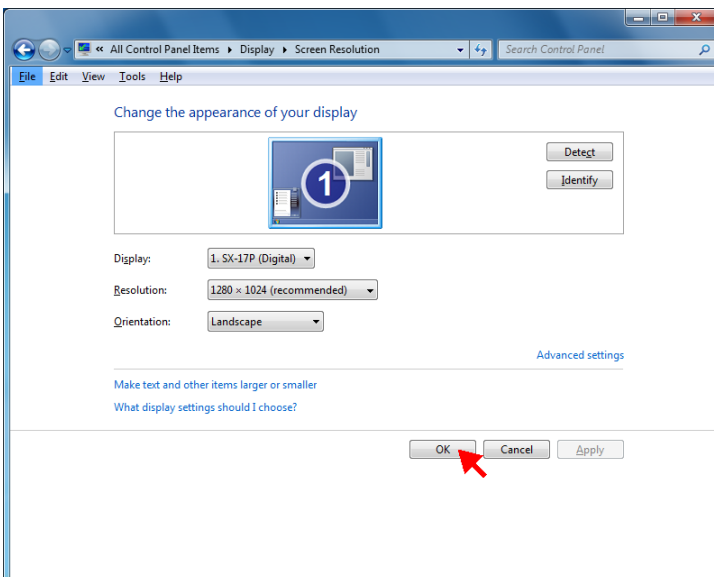 « All Control Panel Items ▸ Display ▸ Screen Resolution
Search Control Panel
File Edit View Tools Help
Change the appearance of your display
1
Detect
Identify
Display: 1. SX-17P (Digital)
Resolution: 1280 × 1024 (recommended)
Orientation: Landscape
Advanced settings
Make text and other items larger or smaller
What display settings should I choose?
OK Cancel Apply